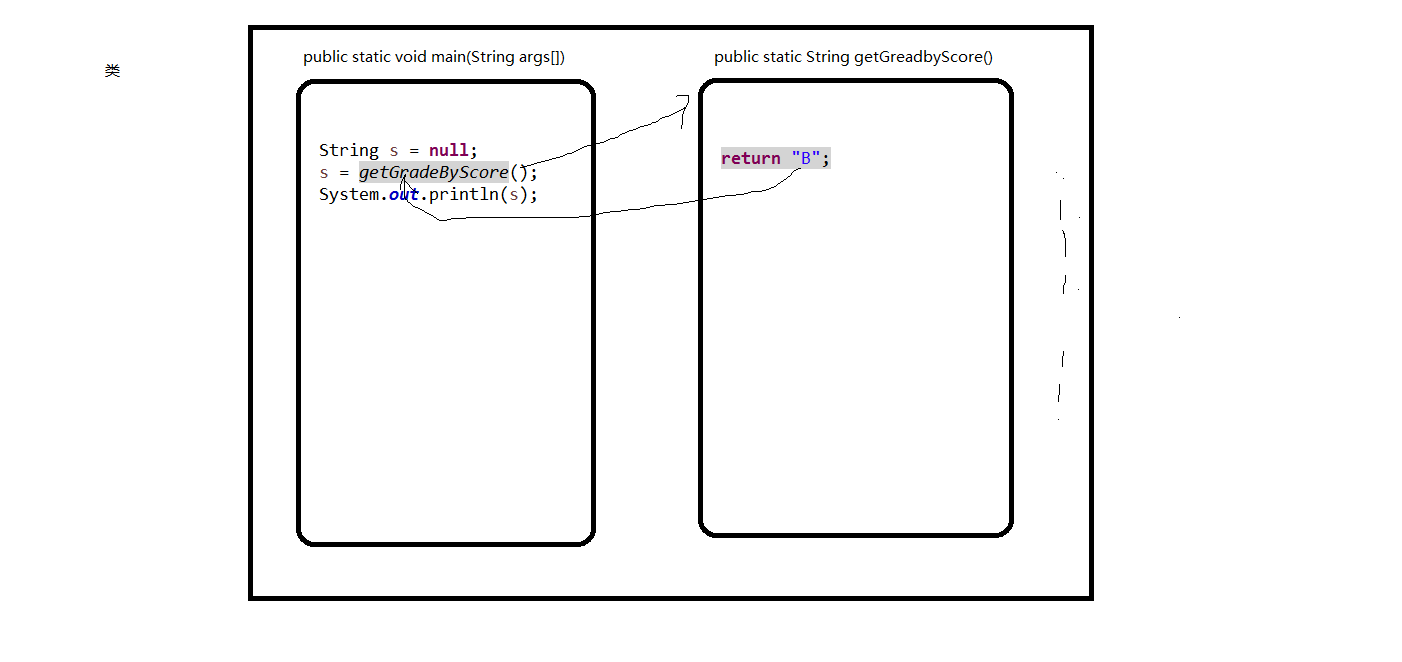 类
public static void main(String args[])
String s = null;
s = getGradeByScore();
System.out.println(s);
public static String getGreadbyScore()
return "B";